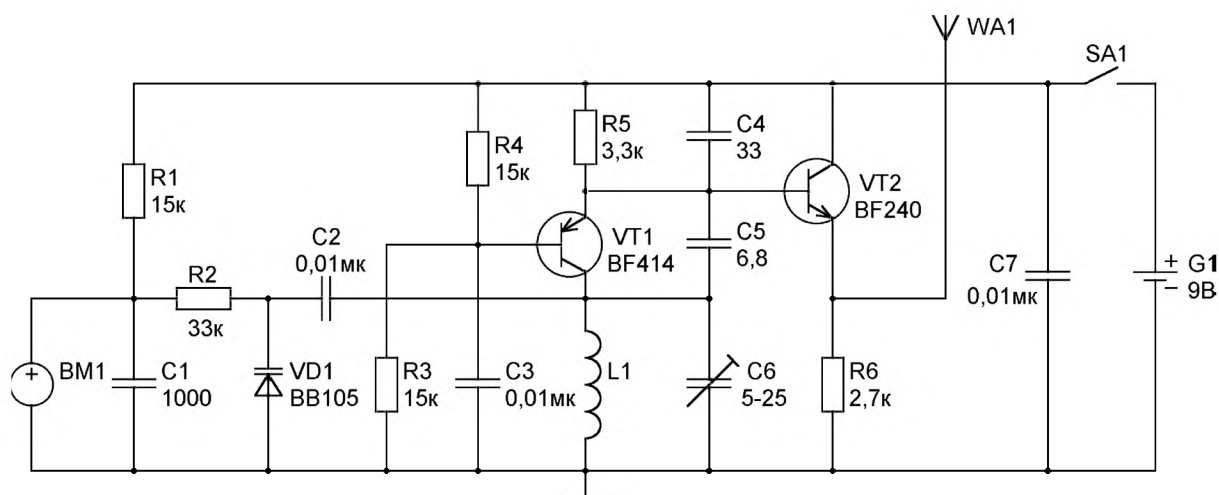 WA1
SA1
R1
15к
R4
15к
R5
3,3к
C4
33
VT2
BF240
C2
0,01мк
VT1
BF414
C5
6,8
R2
33к
C7
0,01мк
+
−
G1
9В
+
BM1
C1
1000
VD1
BB105
R3
15к
C3
0,01мк
L1
C6
5-25
R6
2,7к